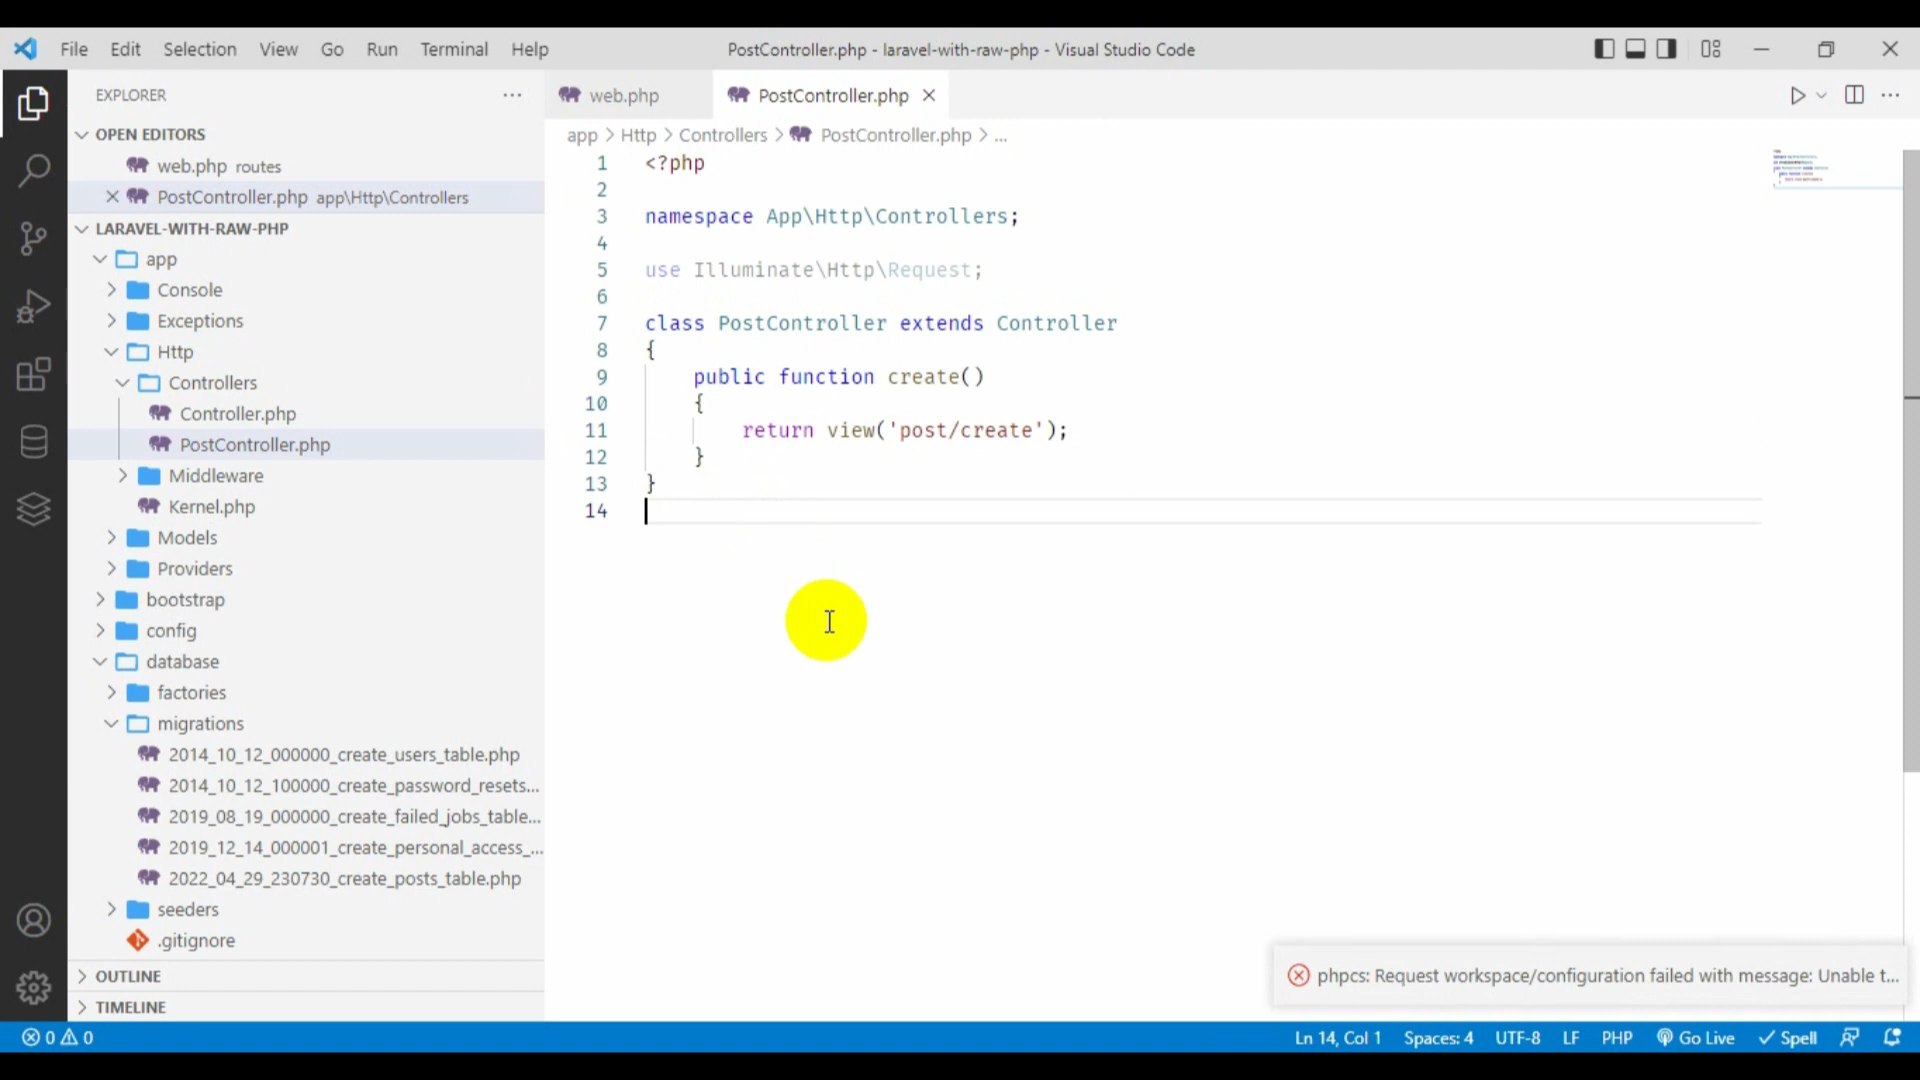 File Edit Selection View Go Run Terminal Help
PostController.php - laravel-with-raw-php - Visual Studio Code
EXPLORER
OPEN EDITORS
web.php routes
PostController.php app\Http\Controllers
LARAVEL-WITH-RAW-PHP
app
Console
Exceptions
Http
Controllers
Controller.php
PostController.php
Middleware
Kernel.php
Models
Providers
bootstrap
config
database
factories
migrations
2014_10_12_000000_create_users_table.php
2014_10_12_100000_create_password_resets...
2019_08_19_000000_create_failed_jobs_table...
2019_12_14_000001_create_personal_access_...
2022_04_29_230730_create_posts_table.php
seeders
.gitignore
OUTLINE
TIMELINE
web.php
PostController.php
app > Http > Controllers > PostController.php > ...
1 <?php
2
3 namespace App\Http\Controllers;
4
5 use Illuminate\Http\Request;
6
7 class PostController extends Controller
8 {
9 public function create()
10 {
11 return view('post/create');
12 }
13 }
14
phpcs: Request workspace/configuration failed with message: Unable t...
0 0
Ln 14, Col 1 Spaces: 4 UTF-8 LF PHP Go Live Spell